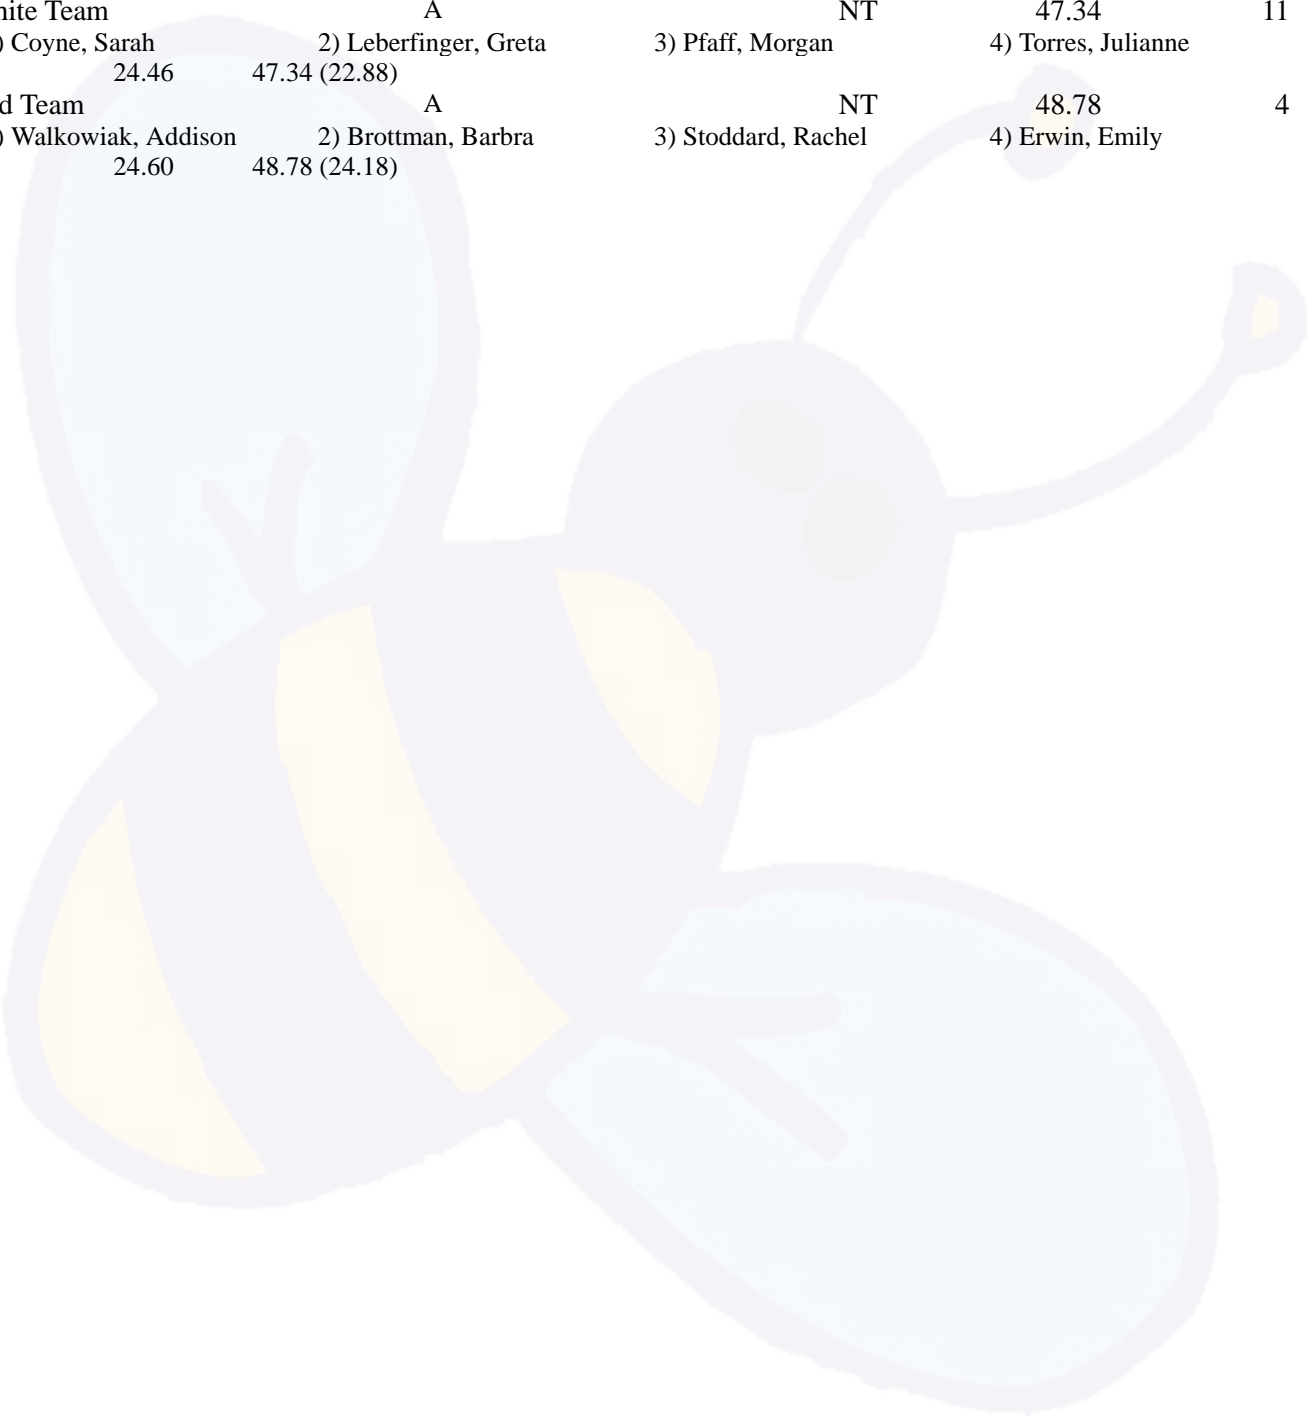 hite Team A NT 47.34 11
) Coyne, Sarah 2) Leberfinger, Greta 3) Pfaff, Morgan 4) Torres, Julianne
24.46 47.34 (22.88)
d Team A NT 48.78 4
) Walkowiak, Addison 2) Brottman, Barbra 3) Stoddard, Rachel 4) Erwin, Emily
24.60 48.78 (24.18)